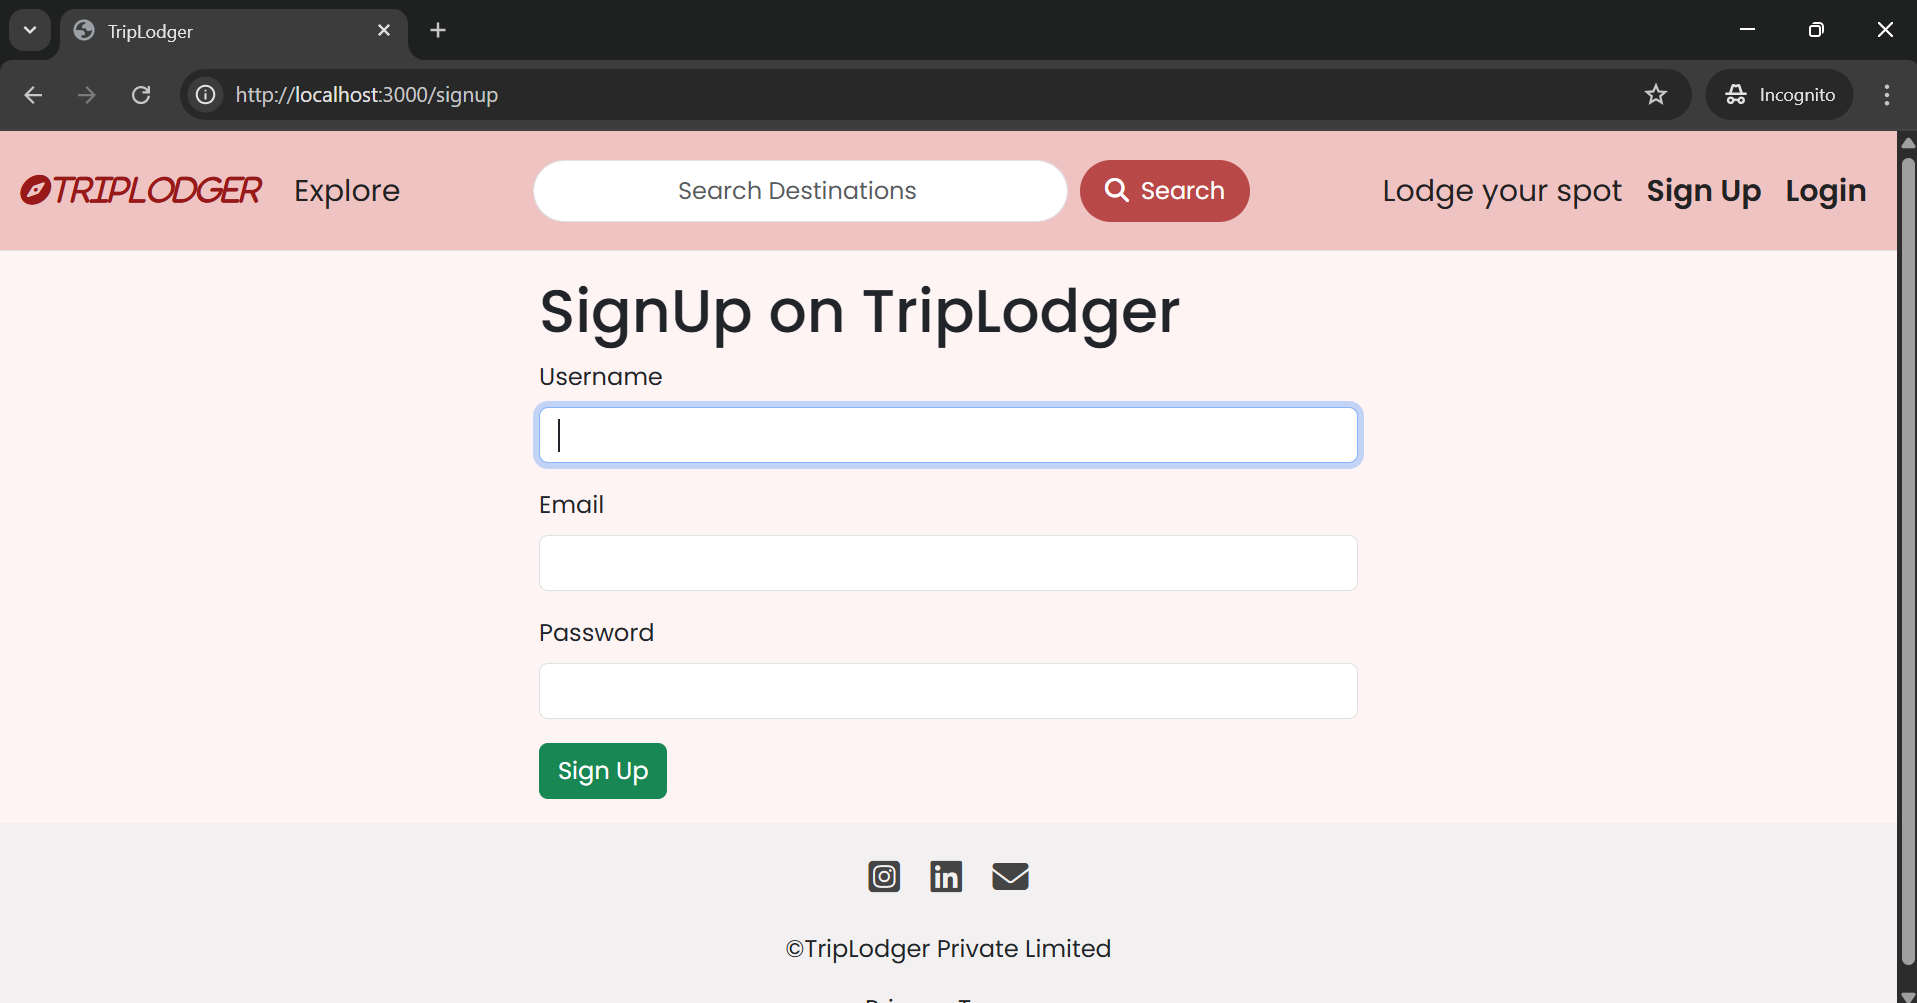 TripLodger
http://localhost:3000/signup
Incognito
TRIPLODGER Explore Search Destinations Search Lodge your spot Sign Up Login
SignUp on TripLodger
Username
Email
Password
Sign Up
©TripLodger Private Limited